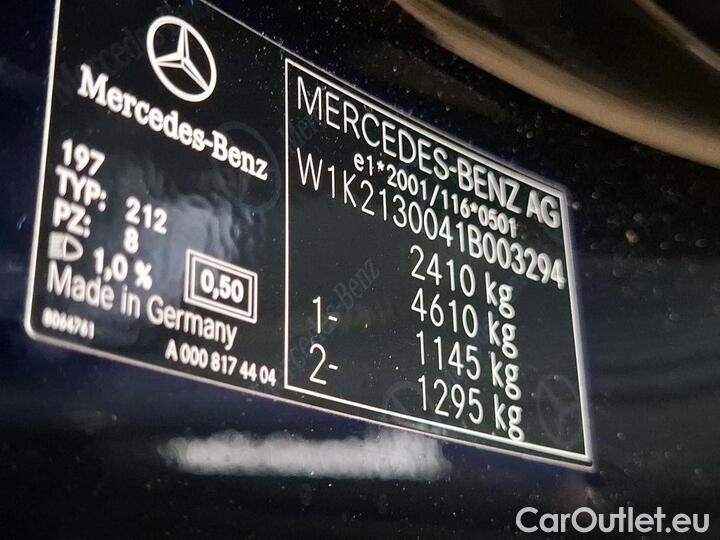 Mercedes-Benz
197
TYP: 212
PZ: 8
1,0 % 0,50
Made in Germany
8064761
A 000 817 44 04
MERCEDES-BENZ AG
e1*2001/116*0501
W1K2130041B003294
2410 kg
4610 kg
1- 1145 kg
2- 1295 kg
CarOutlet.eu